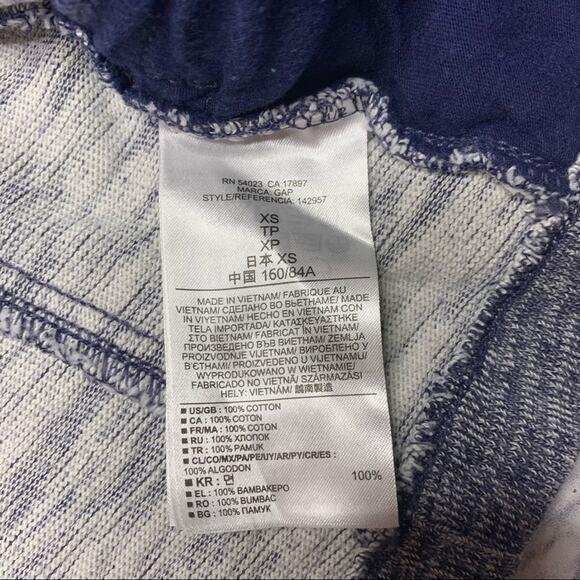 RN 54023 CA 17897
MARCA: GAP
STYLE/REFERENCIA: 142957
XS
TP
XP
日本 XS
中国 160/84A
MADE IN VIETNAM/ FABRIQUE AU
VIETNAM/ СДЕЛАНО ВО ВЬЕТНАМЕ/ MADE
IN VIYETNAM/ HECHO EN VIETNAM CON
TELA IMPORTADA/ ΚΑΤΑΣΚΕΥΑΣΤΗΚΕ
ΣΤΟ ΒΙΕΤΝΑΜ/ FABRICAT ÎN VIETNAM/
ПРОИЗВЕДЕНО ВЪВ ВИЕТНАМ/ ЗЕМЉА
PROIZVODNJE VIJETNAM/ ВИРОБЛЕНО У
В'ЄТНАМІ/ PROIZVEDENO U VIJETNAMU/
WYPRODUKOWANO W WIETNAMIE/
FABRICADO NO VIETNÃ/ SZÁRMAZÁSI
HELY: VIETNÁM/ 越南製造
■ US/GB : 100% COTTON
■ CA : 100% COTON
■ FR/MA : 100% COTON
■ RU : 100% ХЛОПОК
■ TR : 100% PAMUK
■ CL/CO/MX/PA/PE/UY/AR/PY/CR/ES :
100% ALGODON
■ KR : 면 100%
■ EL : 100% ΒΑΜΒΑΚΕΡΟ
■ RO : 100% BUMBAC
■ BG : 100% ПАМУК